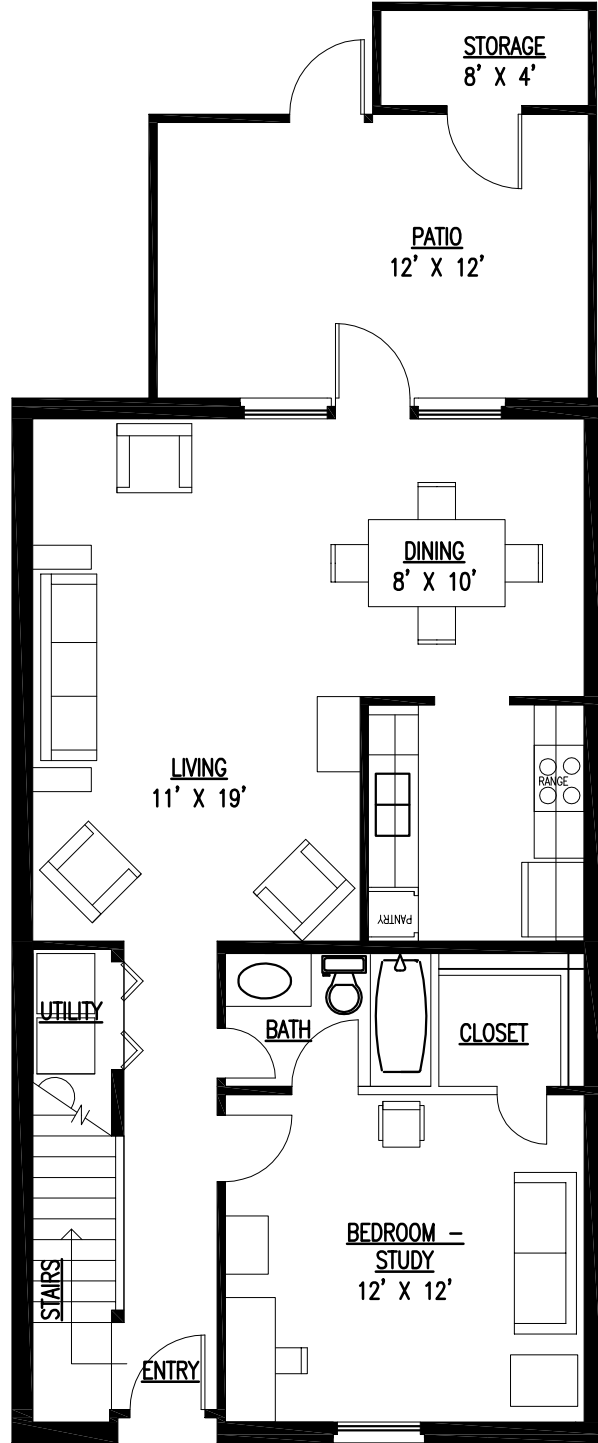 STORAGE
8' X 4'
PATIO
12' X 12'
DINING
8' X 10'
LIVING
11' X 19'
RANGE
PANTRY
UTILITY
BATH
CLOSET
BEDROOM –
STUDY
12' X 12'
STAIRS
ENTRY